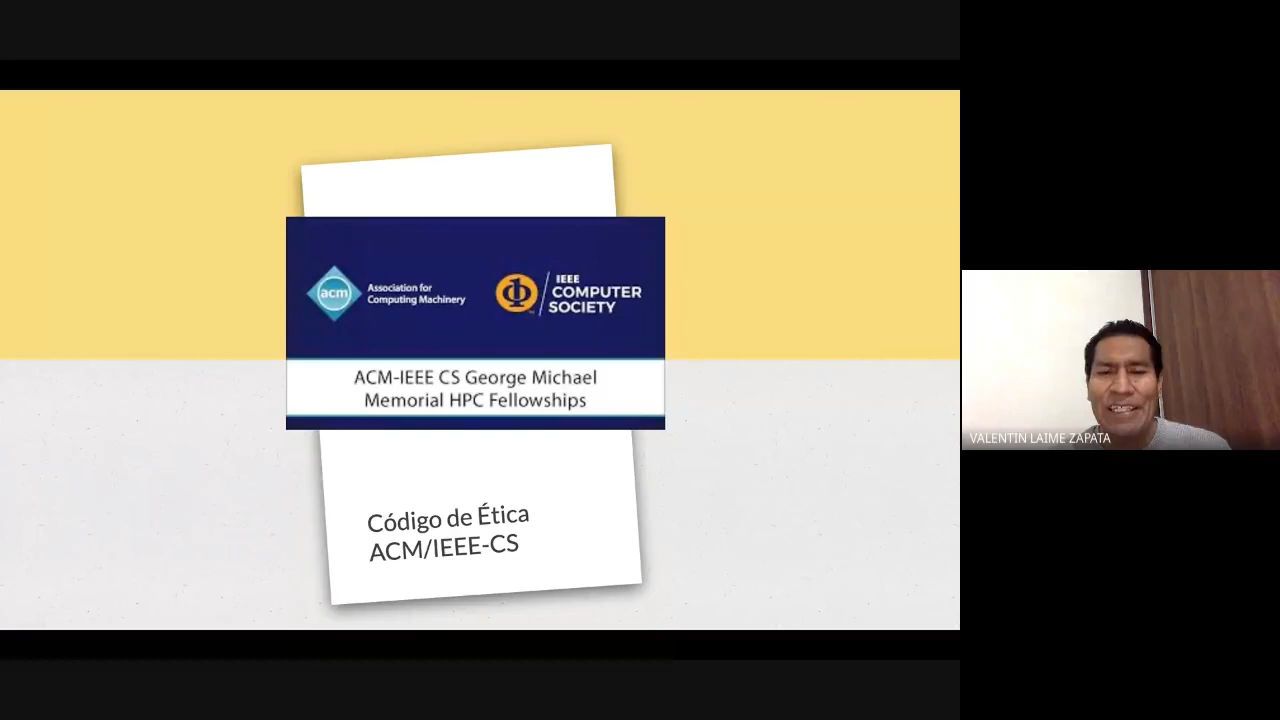 acm
Association for
Computing Machinery
IEEE
COMPUTER
SOCIETY
ACM-IEEE CS George Michael
Memorial HPC Fellowships
Código de Ética
ACM/IEEE-CS
VALENTIN LAIME ZAPATA